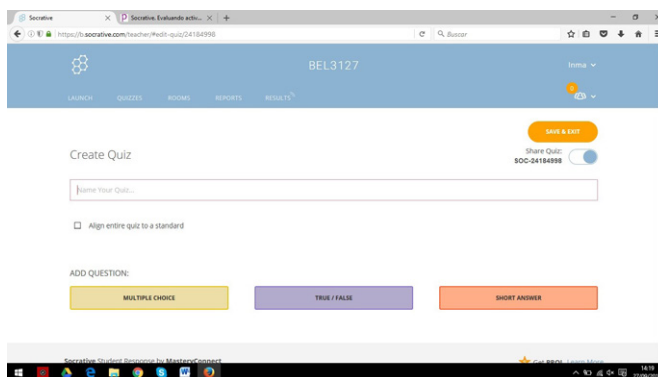 Socrative
Socrative, Evaluando activ...
https://b.socrative.com/teacher/#edit-quiz/24184998
Buscar
BEL3127
Inma
LAUNCH QUIZZES ROOMS REPORTS RESULTS
0
SAVE & EXIT
Create Quiz
Share Quiz:
SOC-24184998
Name Your Quiz...
Align entire quiz to a standard
ADD QUESTION:
MULTIPLE CHOICE
TRUE / FALSE
SHORT ANSWER
Socrative Student Response by MasteryConnect
Get PRO! Learn More
14:19